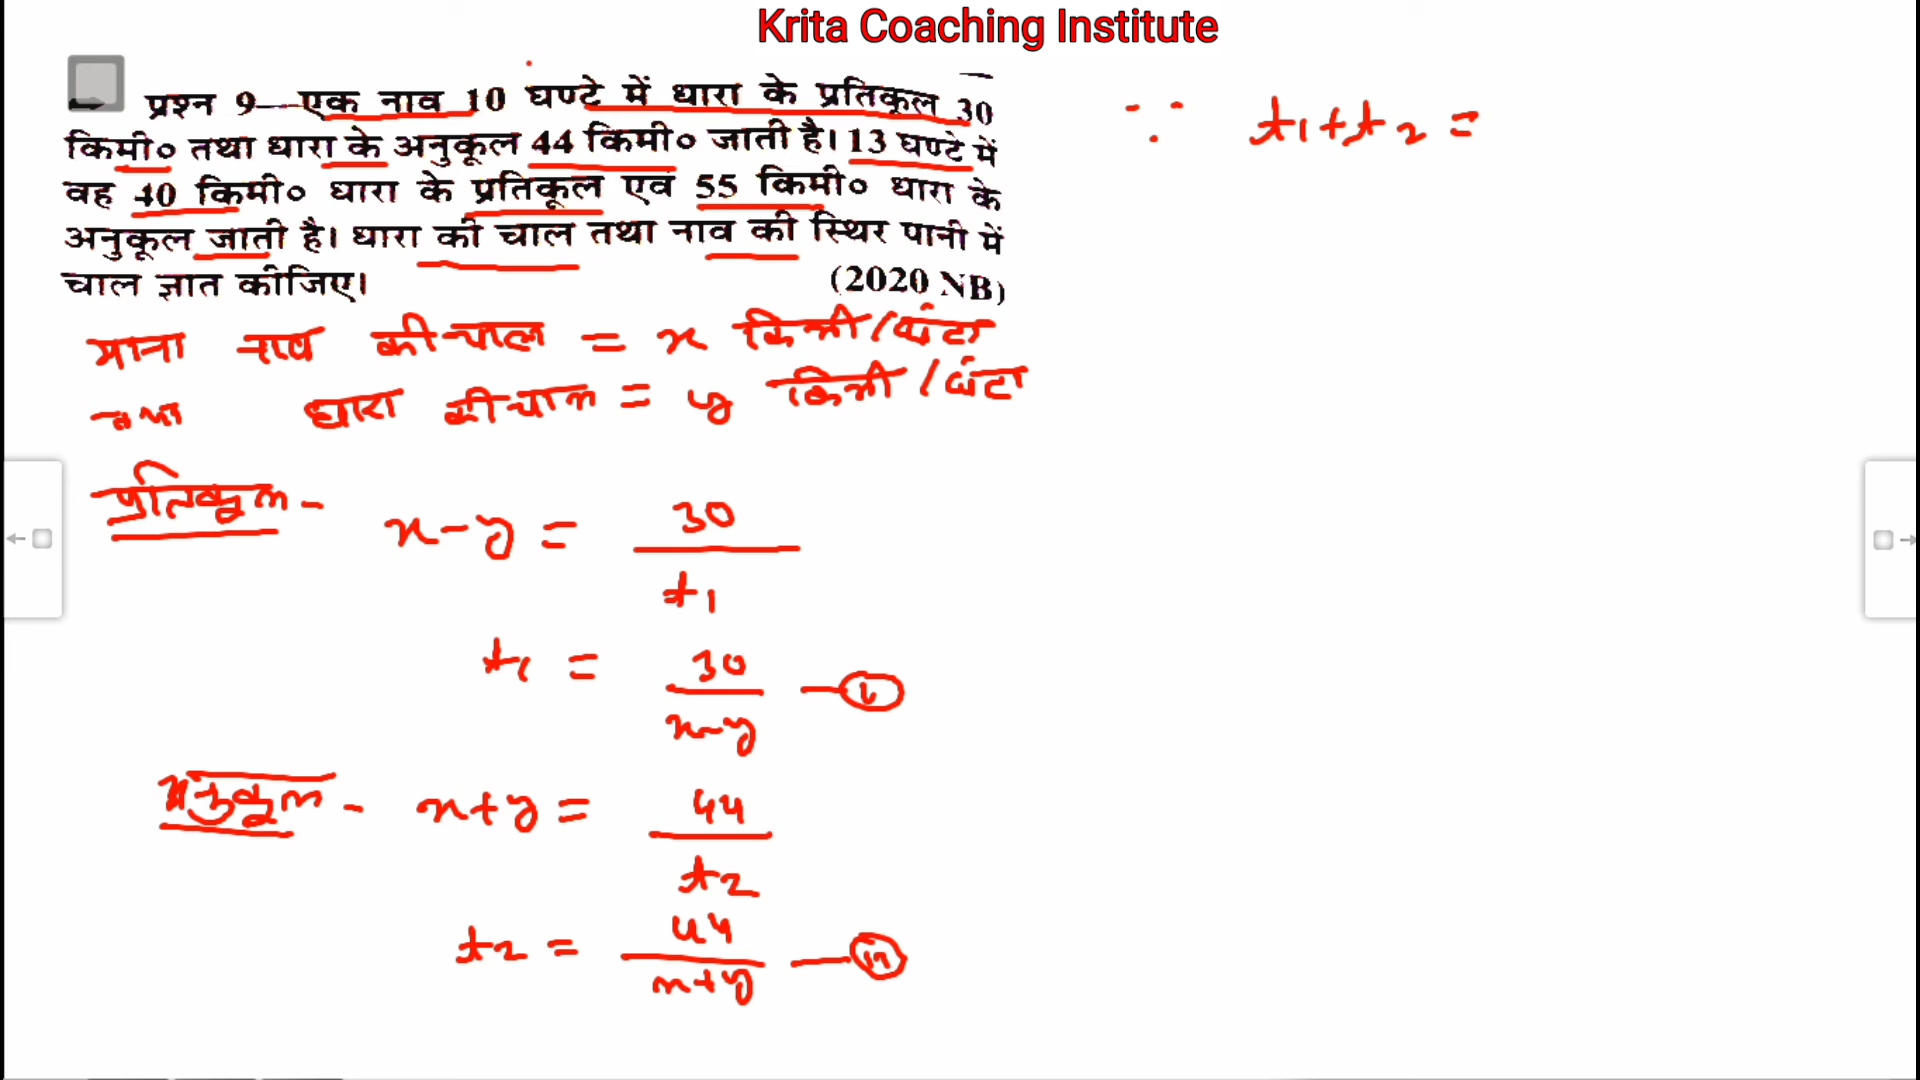 Krita Coaching Institute
प्रश्न 9—एक नाव 10 घण्टे में धारा के प्रतिकूल 30
किमी० तथा धारा के अनुकूल 44 किमी० जाती है। 13 घण्टे में
वह 40 किमी० धारा के प्रतिकूल एवं 55 किमी० धारा के
अनुकूल जाती है। धारा की चाल तथा नाव की स्थिर पानी में
चाल ज्ञात कीजिए।
(2020 NB)
माना नाव की चाल = x किमी/घंटा
तथा धारा की चाल = y किमी/घंटा
प्रतिकूल - x-y = 30
t1
t1 = 30 — (i)
x-y
अनुकूल - x+y = 44
t2
t2 = 44 — (ii)
x+y
∵ t1+t2 =